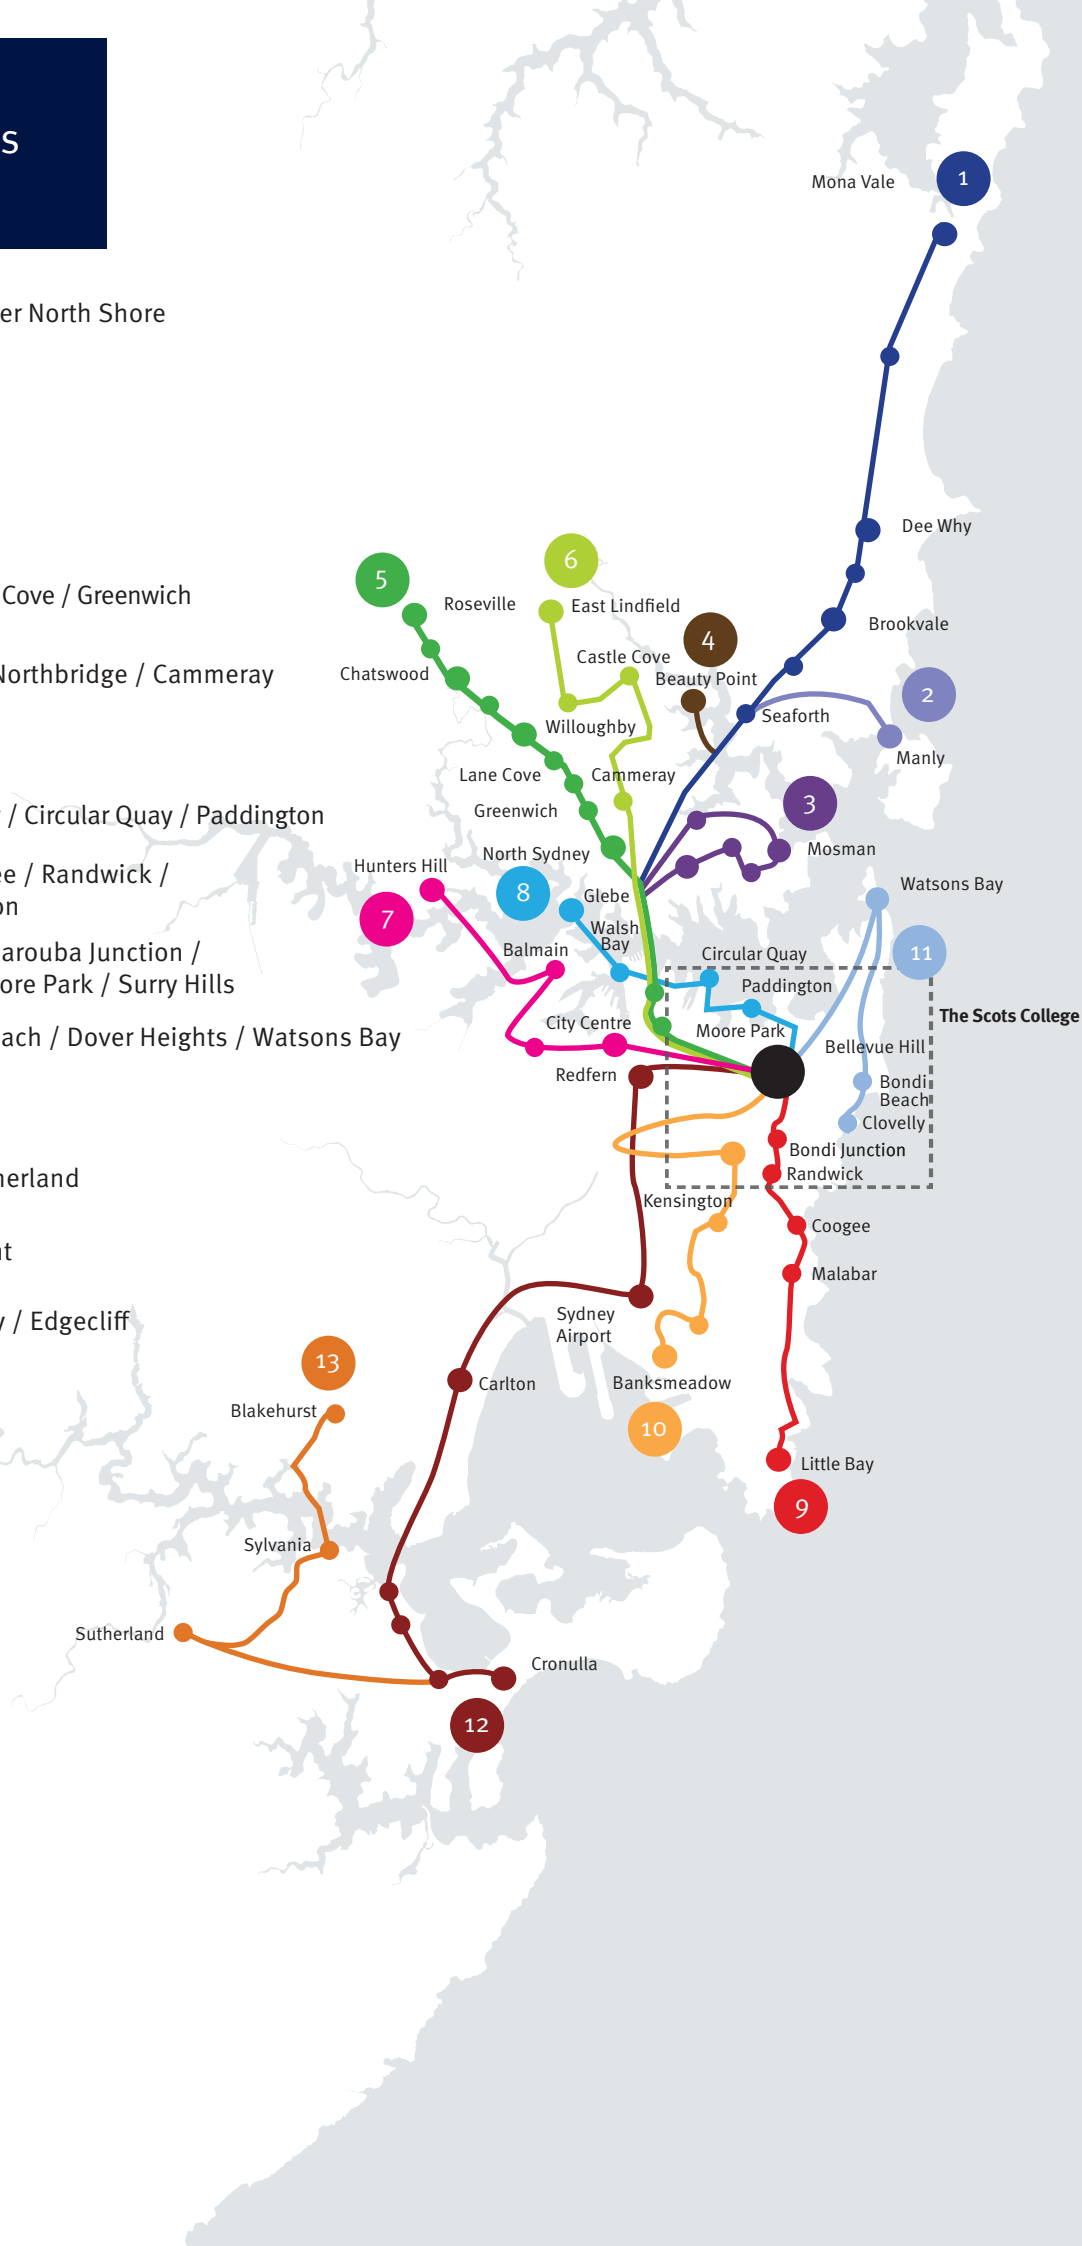 s
er North Shore
Cove / Greenwich
Northbridge / Cammeray
/ Circular Quay / Paddington
ee / Randwick /
on
arouba Junction /
ore Park / Surry Hills
each / Dover Heights / Watsons Bay
nerland
nt
y / Edgecliff
Mona Vale
1
Dee Why
Brookvale
5
Roseville
6
East Lindfield
4
Castle Cove
Beauty Point
Chatswood
2
Seaforth
Willoughby
Manly
Lane Cove
Cammeray
Greenwich
3
North Sydney
Mosman
Hunters Hill
8
Glebe
Watsons Bay
7
Walsh
Bay
Balmain
Circular Quay
11
Paddington
The Scots College
City Centre
Moore Park
Bellevue Hill
Redfern
Bondi
Beach
Clovelly
Bondi Junction
Randwick
Kensington
Coogee
Malabar
Sydney
Airport
13
Carlton
Banksmeadow
Blakehurst
10
Little Bay
9
Sylvania
Sutherland
Cronulla
12